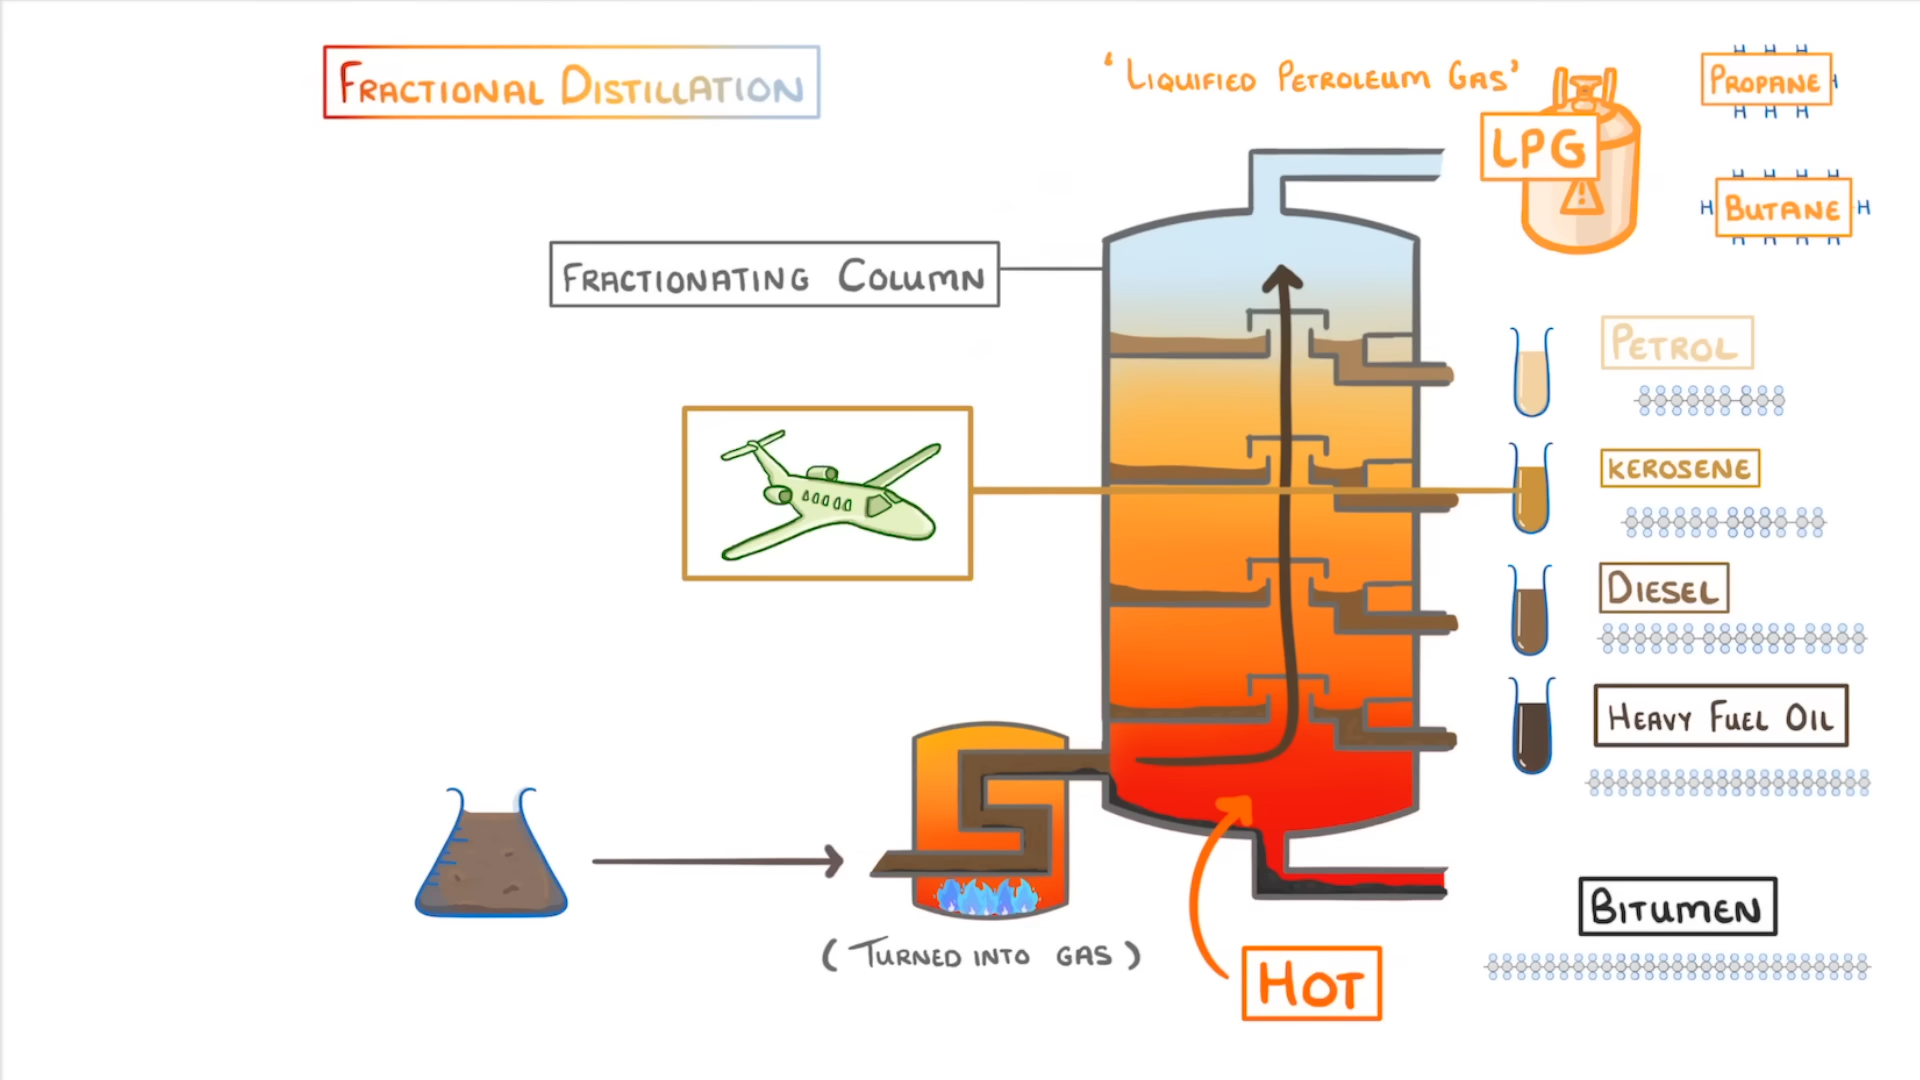 FRACTIONAL DISTILLATION
'LIQUIFIED PETROLEUM GAS'
LPG
H H H
PROPANE
H
H H H
H H H H
H BUTANE H
H H H H
FRACTIONATING COLUMN
PETROL
KEROSENE
DIESEL
HEAVY FUEL OIL
BITUMEN
(TURNED INTO GAS)
HOT